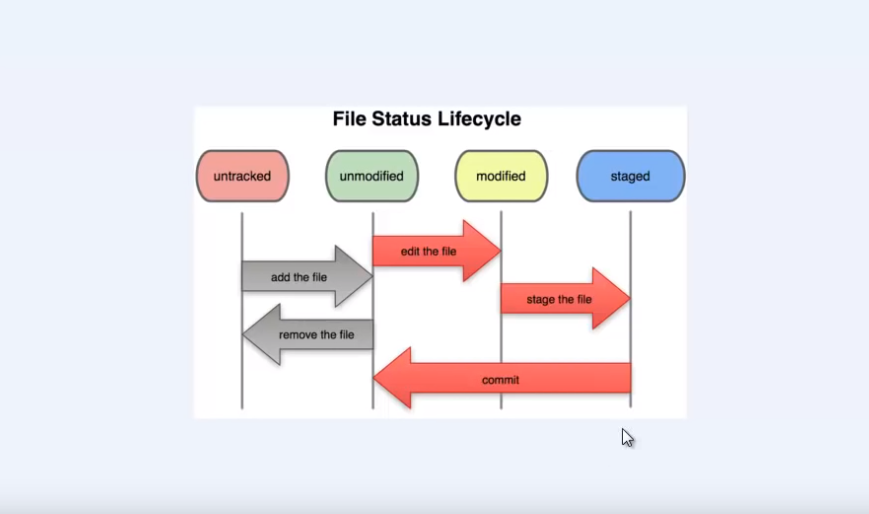 File Status Lifecycle
untracked
unmodified
modified
staged
edit the file
add the file
stage the file
remove the file
commit